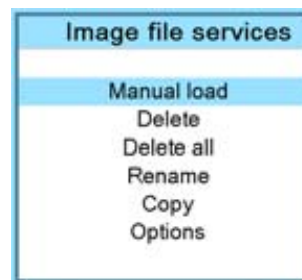 Image file services
Manual load
Delete
Delete all
Rename
Copy
Options